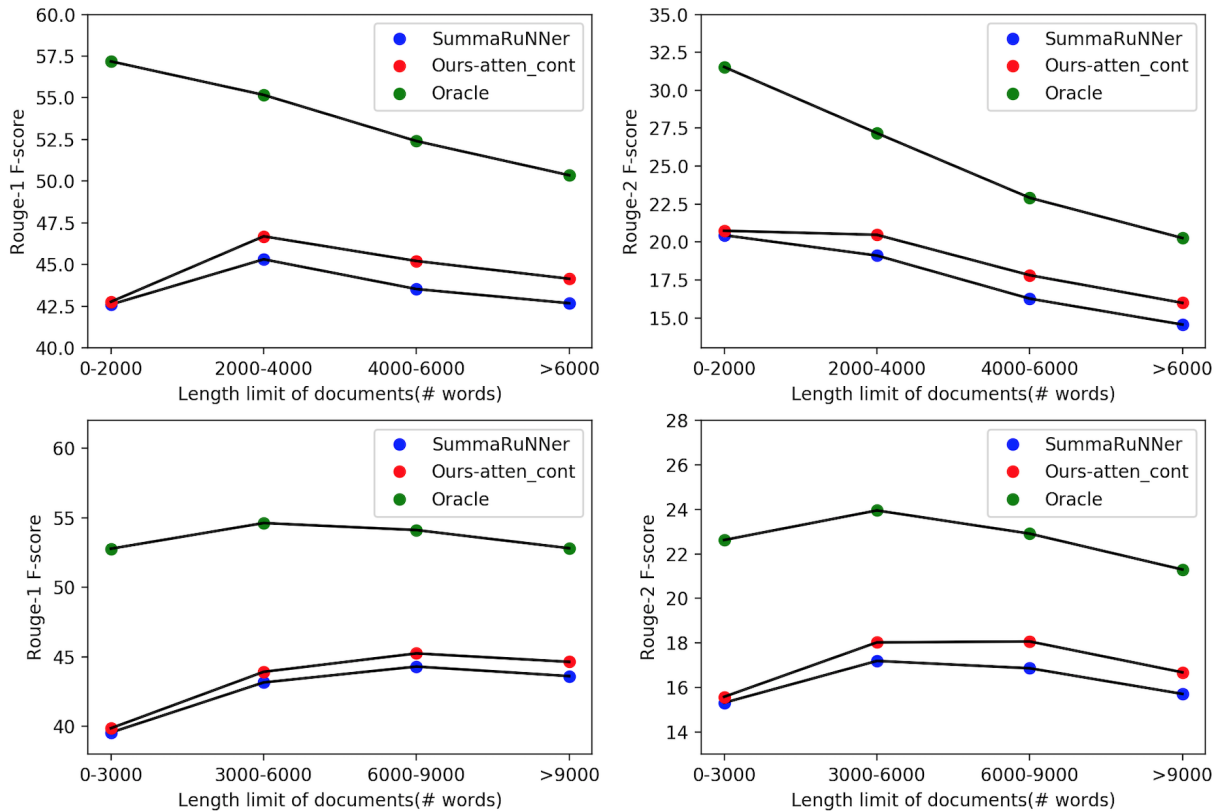 60.0
57.5
55.0
52.5
50.0
47.5
45.0
42.5
40.0
Rouge-1 F-score
SummaRuNNer
Ours-atten_cont
Oracle
0-2000
2000-4000
4000-6000
>6000
Length limit of documents(# words)
35.0
32.5
30.0
27.5
25.0
22.5
20.0
17.5
15.0
Rouge-2 F-score
SummaRuNNer
Ours-atten_cont
Oracle
0-2000
2000-4000
4000-6000
>6000
Length limit of documents(# words)
60
55
50
45
40
Rouge-1 F-score
SummaRuNNer
Ours-atten_cont
Oracle
0-3000
3000-6000
6000-9000
>9000
Length limit of documents(# words)
28
26
24
22
20
18
16
14
Rouge-2 F-score
SummaRuNNer
Ours-atten_cont
Oracle
0-3000
3000-6000
6000-9000
>9000
Length limit of documents(# words)